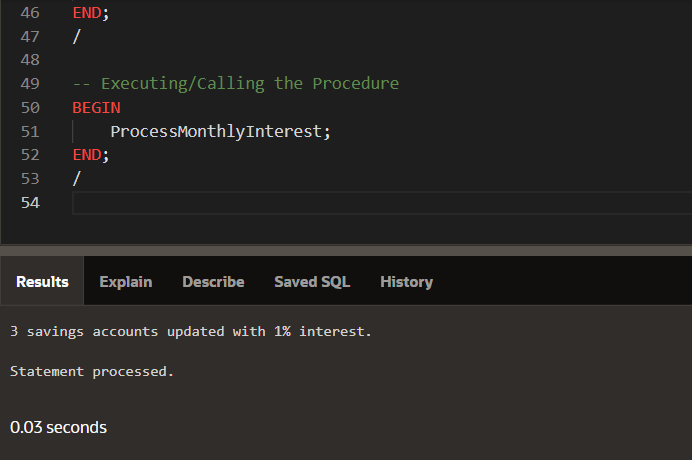 46 END;
47 /
48
49 -- Executing/Calling the Procedure
50 BEGIN
51 ProcessMonthlyInterest;
52 END;
53 /
54
Results Explain Describe Saved SQL History
3 savings accounts updated with 1% interest.
Statement processed.
0.03 seconds